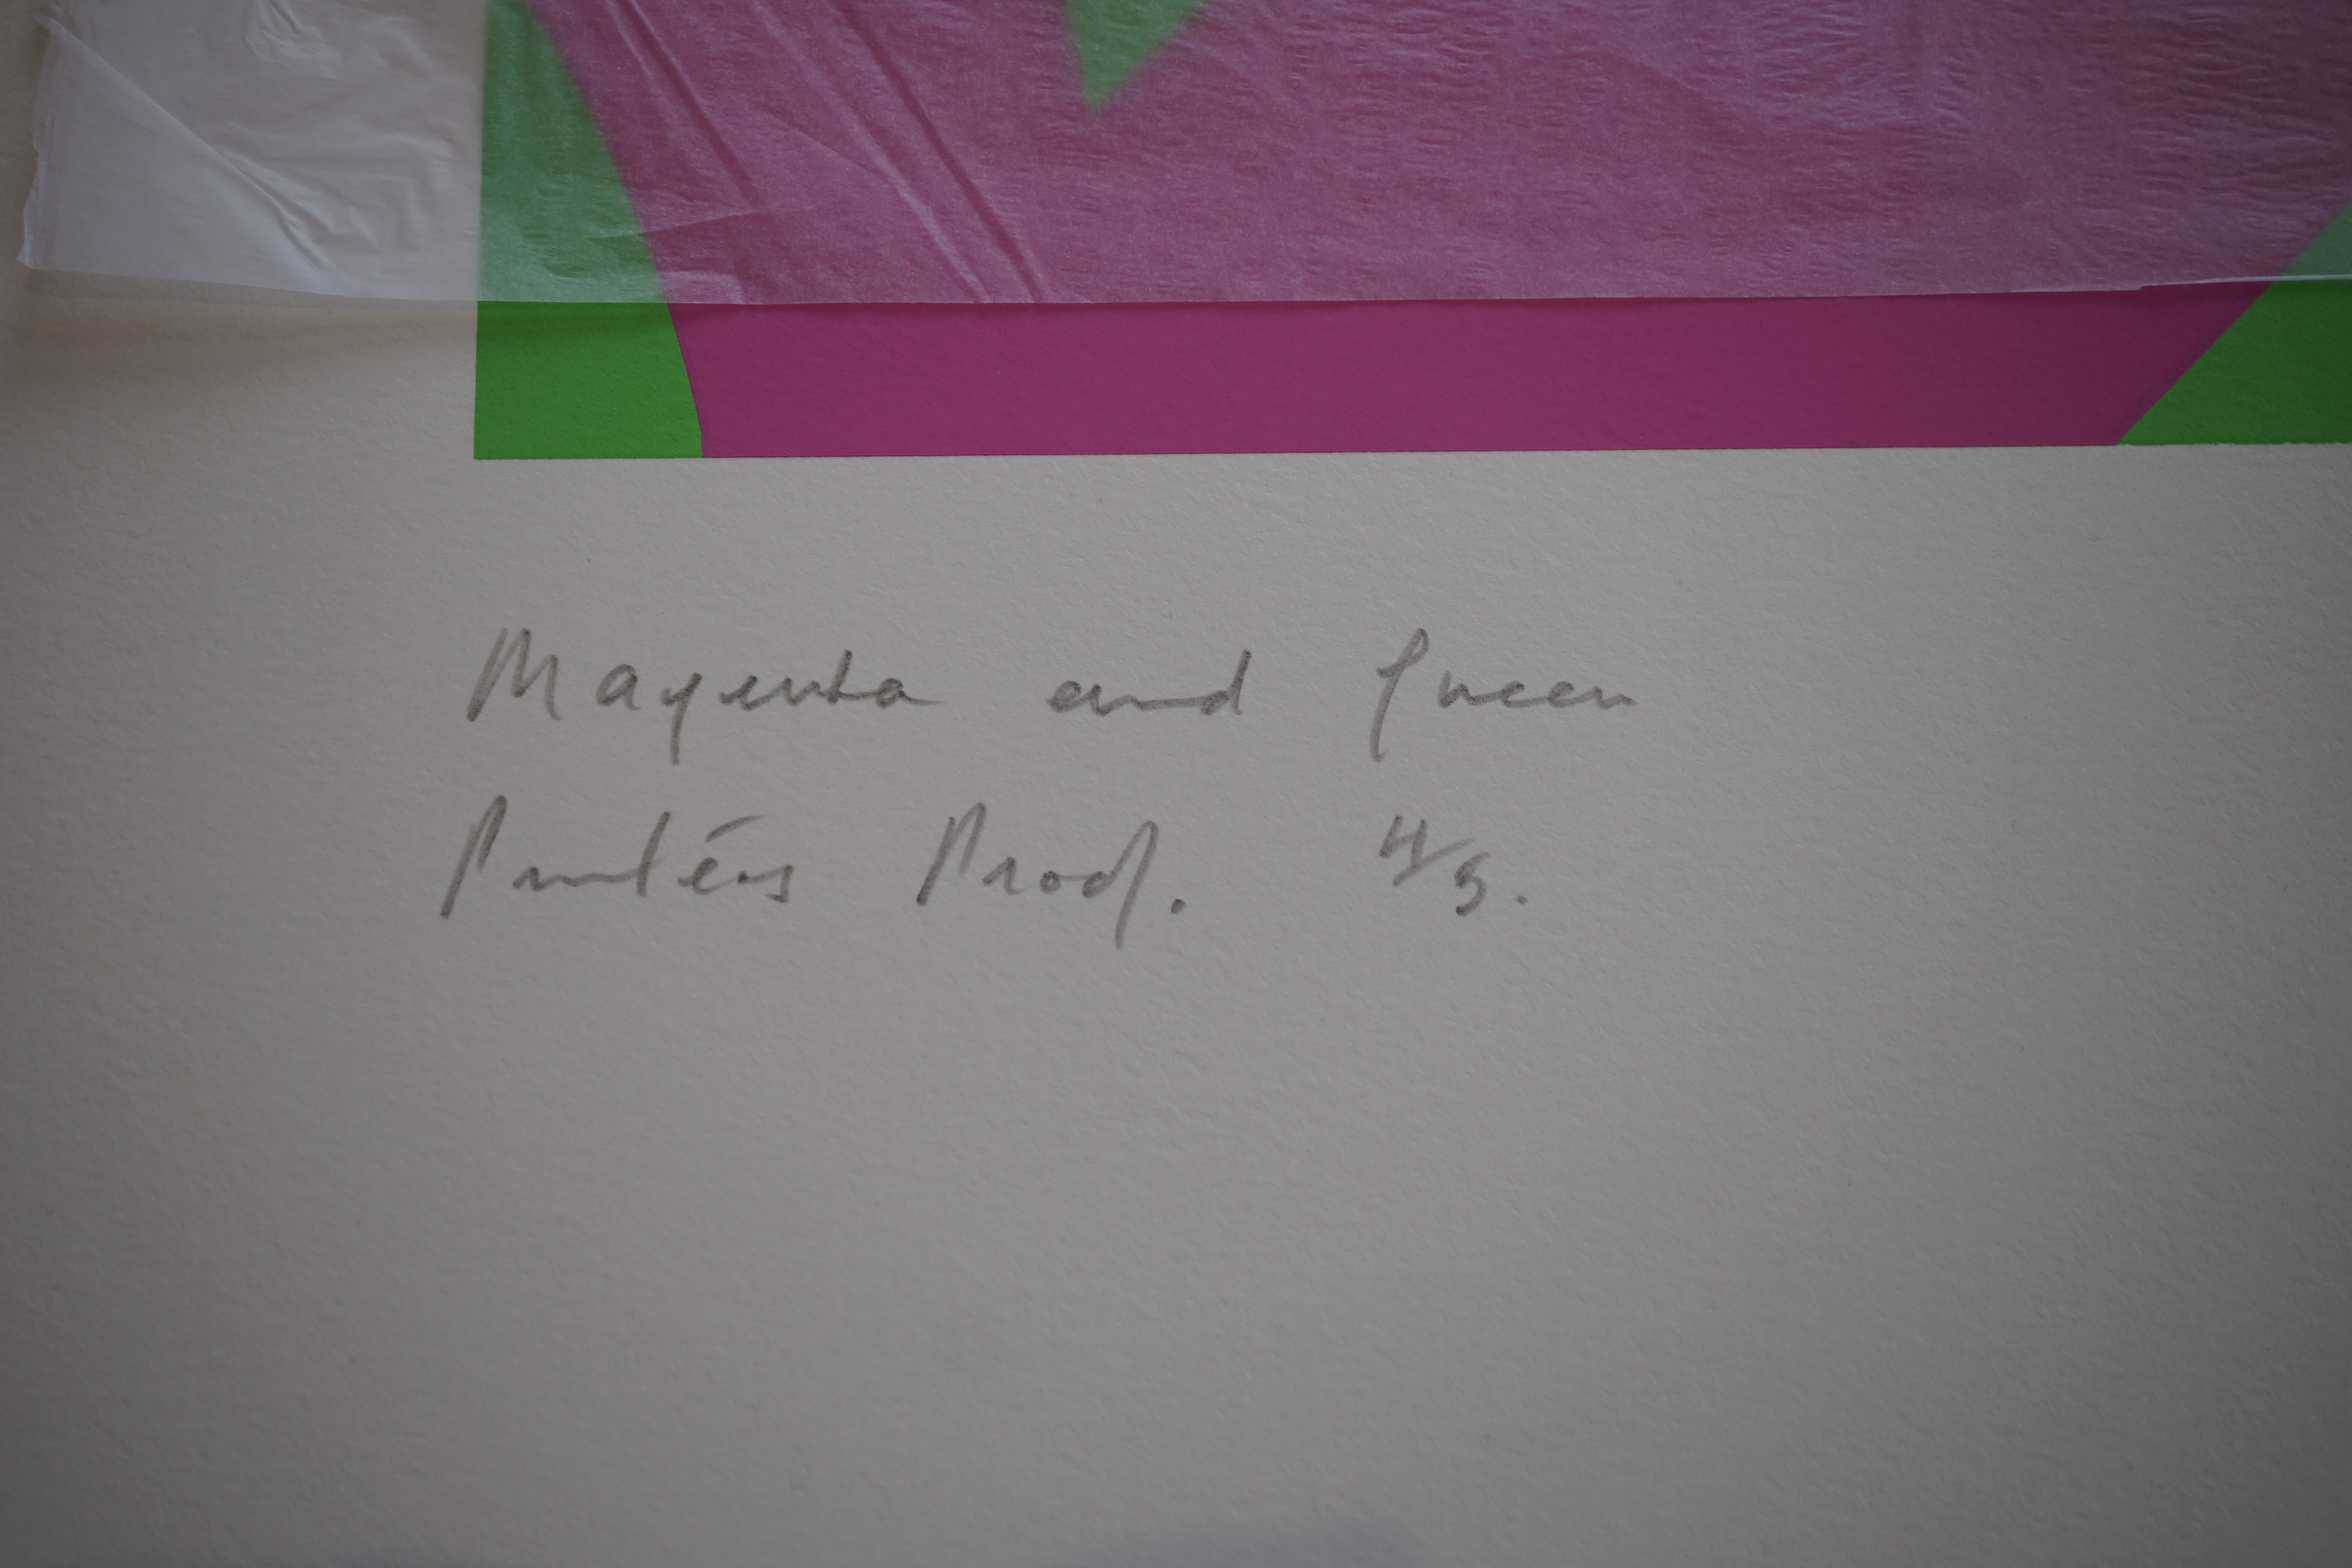 Magenta and Green
Printers Proof. 4/5.